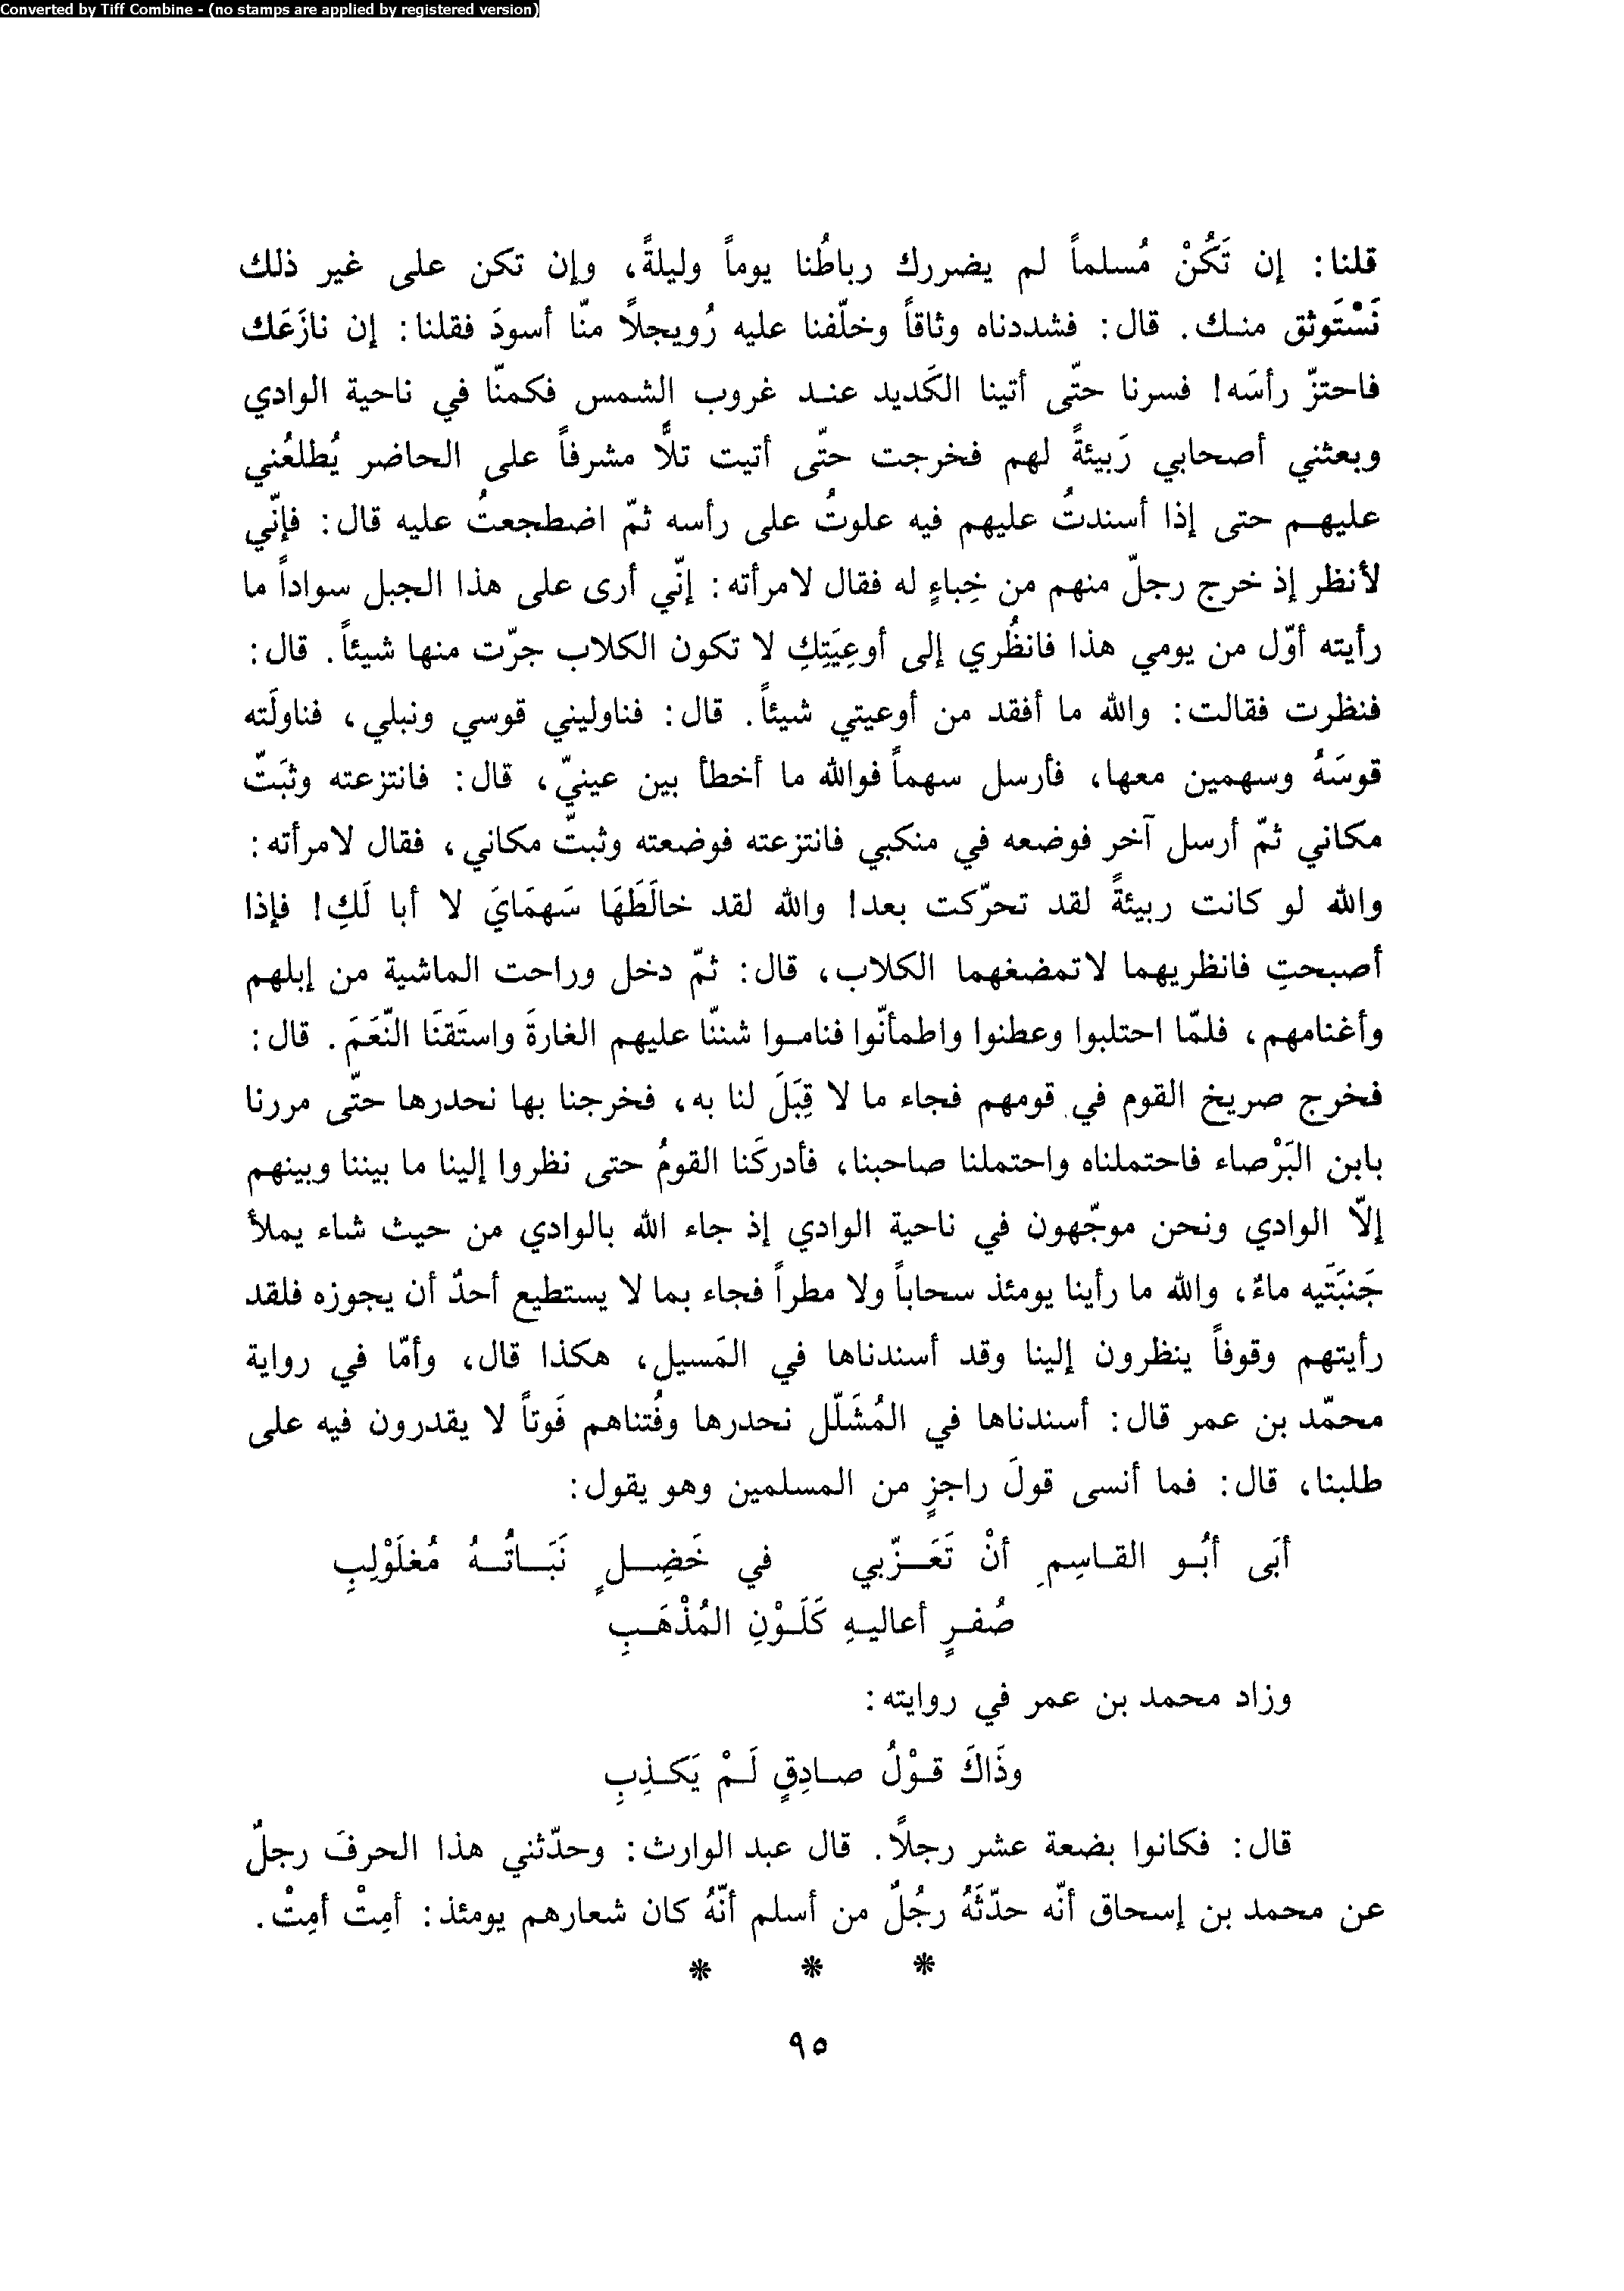 Converted by Tiff Combine - (no stamps are applied by registered version)
قلنا: إن تَكُنْ مُسلماً لم يضررك رباطُنا يوماً وليلةً، وإن تكن على غير ذلك
نَسْتَوثق منك. قال: فشددناه وثاقاً وخلّفنا عليه رُويجلاً منّا أسودَ فقلنا: إن نازَعَك
فاحتزّ رأسَه! فسرنا حتّى أتينا الكَديد عند غروب الشمس فكمنّا في ناحية الوادي
وبعثني أصحابي رَبيئةً لهم فخرجت حتّى أتيت تلًّا مشرفاً على الحاضر يُطلعُني
عليهم حتى إذا أسندتُ عليهم فيه علوتُ على رأسه ثمّ اضطجعتُ عليه قال: فإنّي
لأنظر إذ خرج رجلّ منهم من خِباءٍ له فقال لامرأته: إنّي أرى على هذا الجبل سواداً ما
رأيته أوّل من يومي هذا فانظُري إلى أوعِيَتِكِ لا تكون الكلاب جرّت منها شيئاً. قال:
فنظرت فقالت: والله ما أفقد من أوعيتي شيئاً. قال: فناوليني قوسي ونبلي، فناولَته
قوسَهُ وسهمين معها، فأرسل سهماً فوالله ما أخطأ بين عينيّ، قال: فانتزعته وثبَتّ
مكاني ثمّ أرسل آخر فوضعه في منكبي فانتزعته فوضعته وثبتّ مكاني، فقال لامرأته:
والله لو كانت ربيئةً لقد تحرّكت بعد! والله لقد خالَطَهَا سَهمَايَ لا أبا لَكِ! فإذا
أصبحتِ فانظريهما لاتمضغهما الكلاب، قال: ثمّ دخل وراحت الماشية من إبلهم
وأغنامهم، فلمّا احتلبوا وعطنوا واطمأنّوا فناموا شننّا عليهم الغارةَ واستَقنَا النّعَمَ. قال:
فخرج صريخ القوم في قومهم فجاء ما لا قِبَلَ لنا به، فخرجنا بها نحدرها حتّى مررنا
بابن البَرْصاء فاحتملناه واحتملنا صاحبنا، فأدركَنا القومُ حتى نظروا إلينا ما بيننا وبينهم
إلاّ الوادي ونحن موجّهون في ناحية الوادي إذ جاء الله بالوادي من حيث شاء يملأ
جَنبَتَيه ماءً، والله ما رأينا يومئذ سحاباً ولا مطراً فجاء بما لا يستطيع أحدٌ أن يجوزه فلقد
رأيتهم وقوفاً ينظرون إلينا وقد أسندناها في المَسيل، هكذا قال، وأمّا في رواية
محمّد بن عمر قال: أسندناها في المُشَلّل نحدرها وفُتناهم فَوتاً لا يقدرون فيه على
طلبنا، قال: فما أنسى قولَ راجزٍ من المسلمين وهو يقول:
أبَى أبُو القاسِمِ أنْ تَعَزّبي في خَضِلٍ نَبَاتُهُ مُغلَوْلِبِ
صُفرٍ أعاليهِ كَلَوْنِ المُذْهَبِ
وزاد محمد بن عمر في روايته:
وذَاكَ قوْلُ صادِقٍ لَمْ يَكذِبِ
قال: فكانوا بضعة عشر رجلاً. قال عبد الوارث: وحدّثني هذا الحرفَ رجلٌ
عن محمد بن إسحاق أنّه حدّثَهُ رجُلٌ من أسلم أنّهُ كان شعارهم يومئذ: أمِتْ أمِتْ.
* * *
٩٥